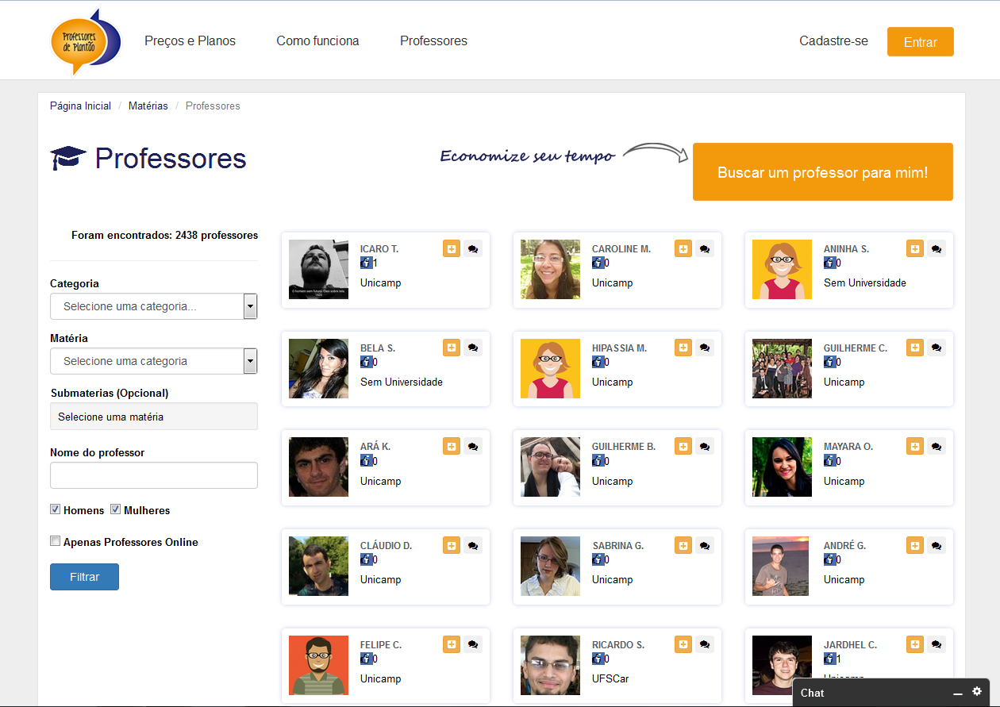 Professores
de Plantão
Preços e Planos
Como funciona
Professores
Cadastre-se
Entrar
Página Inicial / Matérias / Professores
Professores
Economize seu tempo
Buscar um professor para mim!
Foram encontrados: 2438 professores
Categoria
Selecione uma categoria...
Matéria
Selecione uma categoria
Submaterias (Opcional)
Selecione uma matéria
Nome do professor
Homens
Mulheres
Apenas Professores Online
Filtrar
ICARO T.
1
Unicamp
CAROLINE M.
0
Unicamp
ANINHA S.
0
Sem Universidade
BELA S.
0
Sem Universidade
HIPASSIA M.
0
Unicamp
GUILHERME C.
0
Unicamp
ARÁ K.
0
Unicamp
GUILHERME B.
0
Unicamp
MAYARA O.
0
Unicamp
CLÁUDIO D.
0
Unicamp
SABRINA G.
0
Unicamp
ANDRÉ G.
0
Unicamp
FELIPE C.
0
Unicamp
RICARDO S.
0
UFSCar
JARDHEL C.
1
Chat